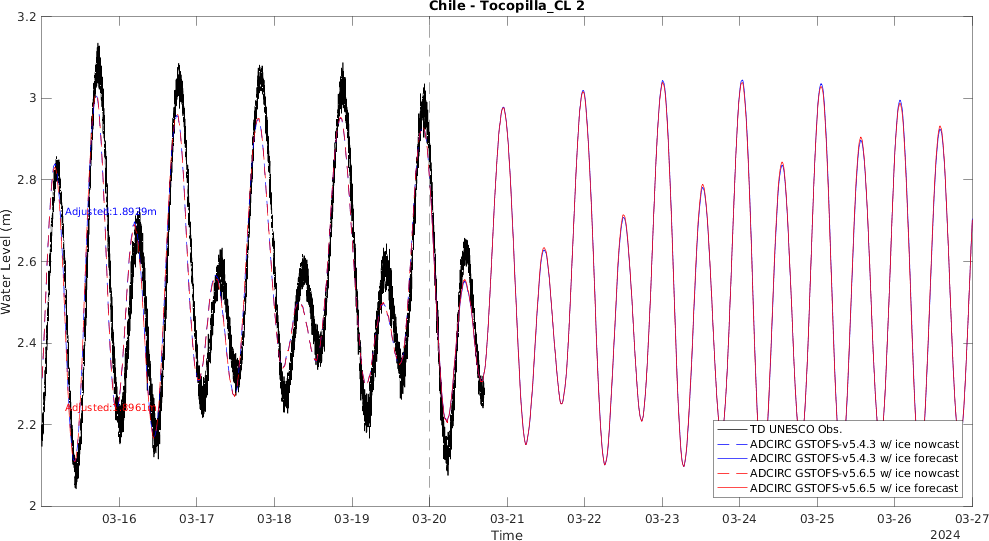 Chile - Tocopilla_CL 2
3.2
3
2.8
2.6
2.4
2.2
2
Water Level (m)
Adjusted:1.8929m
Adjusted:1.8961m
TD UNESCO Obs.
ADCIRC GSTOFS-v5.4.3 w/ ice nowcast
ADCIRC GSTOFS-v5.4.3 w/ ice forecast
ADCIRC GSTOFS-v5.6.5 w/ ice nowcast
ADCIRC GSTOFS-v5.6.5 w/ ice forecast
03-16 03-17 03-18 03-19 03-20 03-21 03-22 03-23 03-24 03-25 03-26 03-27
Time
2024